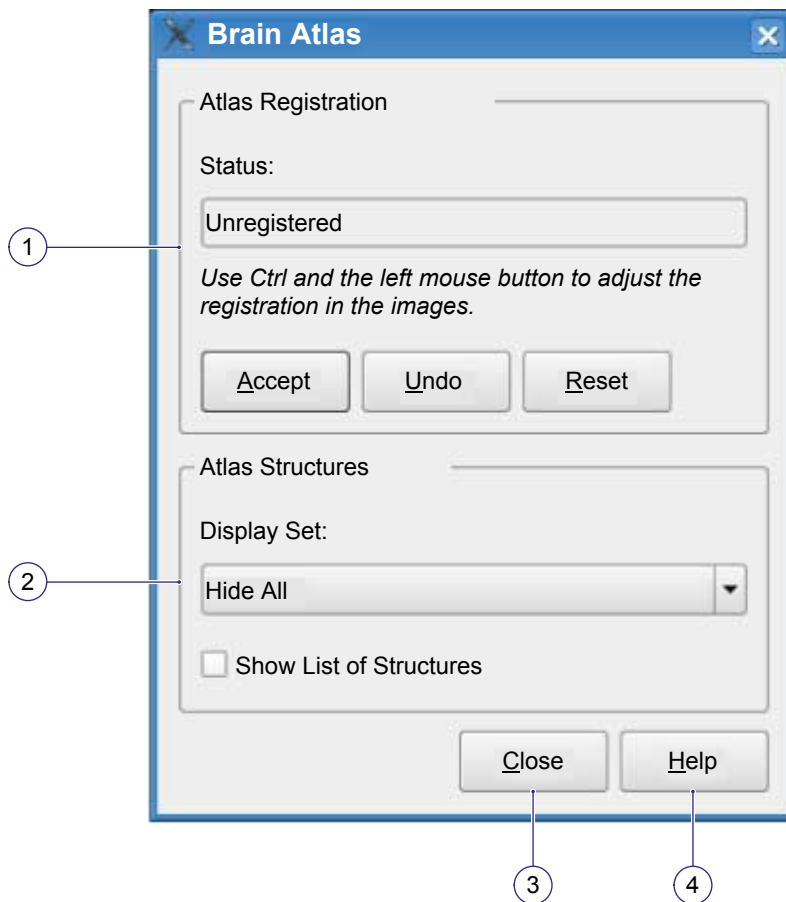 Brain Atlas
Atlas Registration
Status:
Unregistered
1
Use Ctrl and the left mouse button to adjust the
registration in the images.
Accept Undo Reset
Atlas Structures
Display Set:
2
Hide All
Show List of Structures
Close Help
3 4